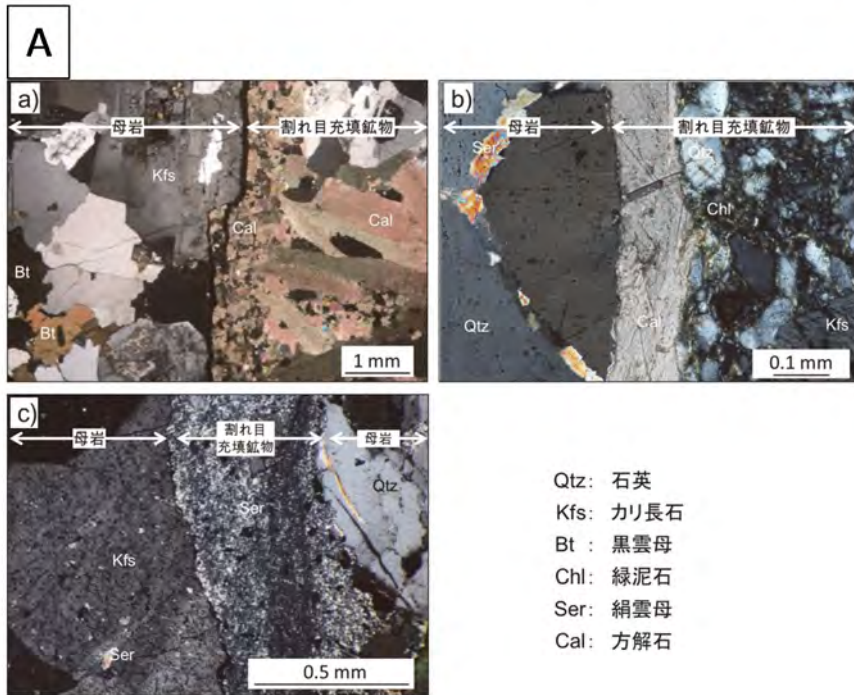 A
a)
母岩
割れ目充填鉱物
Kfs
Cal
Cal
Bt
Bt
1 mm
b)
母岩
割れ目充填鉱物
Ser
Qtz
Chl
Qtz
Cal
Kfs
0.1 mm
c)
母岩
割れ目
充填鉱物
母岩
Qtz
Ser
Kfs
Ser
0.5 mm
Qtz: 石英
Kfs: カリ長石
Bt : 黒雲母
Chl: 緑泥石
Ser: 絹雲母
Cal: 方解石